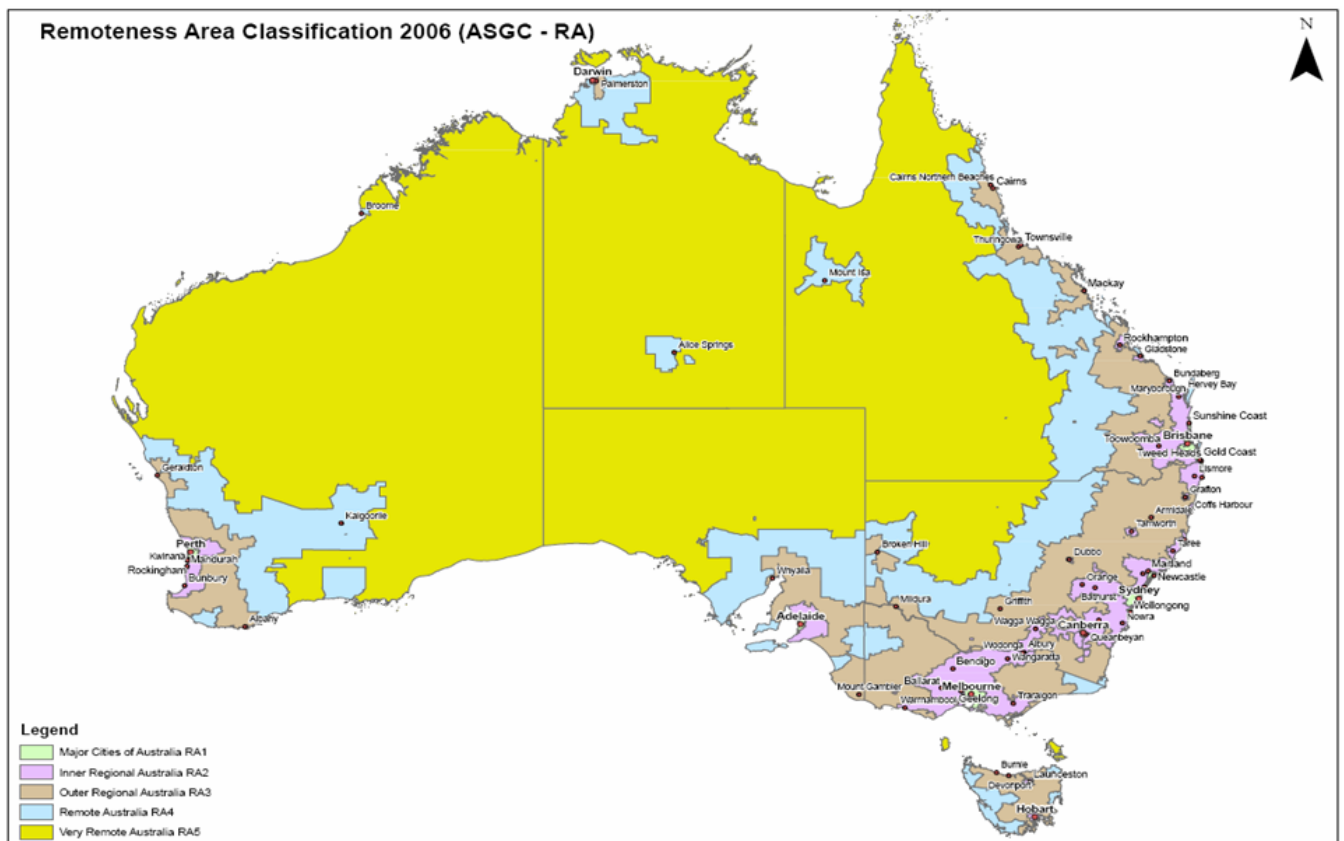 Remoteness Area Classification 2006 (ASGC - RA)
N
Darwin
Palmerston
Cairns Northern Beaches
Cairns
Broome
Thuringowa
Townsville
Mount Isa
Mackay
Alice Springs
Rockhampton
Gladstone
Bundaberg
Maryborough
Hervey Bay
Sunshine Coast
Toowoomba
Brisbane
Tweed Heads
Gold Coast
Geraldton
Lismore
Grafton
Coffs Harbour
Kalgoorlie
Armidale
Tamworth
Perth
Kwinana
Mandurah
Rockingham
Bunbury
Broken Hill
Dubbo
Taree
Maitland
Newcastle
Whyalla
Orange
Bathurst
Sydney
Wollongong
Albany
Mildura
Griffith
Adelaide
Wagga Wagga
Canberra
Nowra
Queanbeyan
Wodonga
Albury
Wangaratta
Bendigo
Mount Gambier
Ballarat
Melbourne
Geelong
Warrnambool
Traralgon
Burnie
Launceston
Devonport
Hobart
Legend
Major Cities of Australia RA1
Inner Regional Australia RA2
Outer Regional Australia RA3
Remote Australia RA4
Very Remote Australia RA5